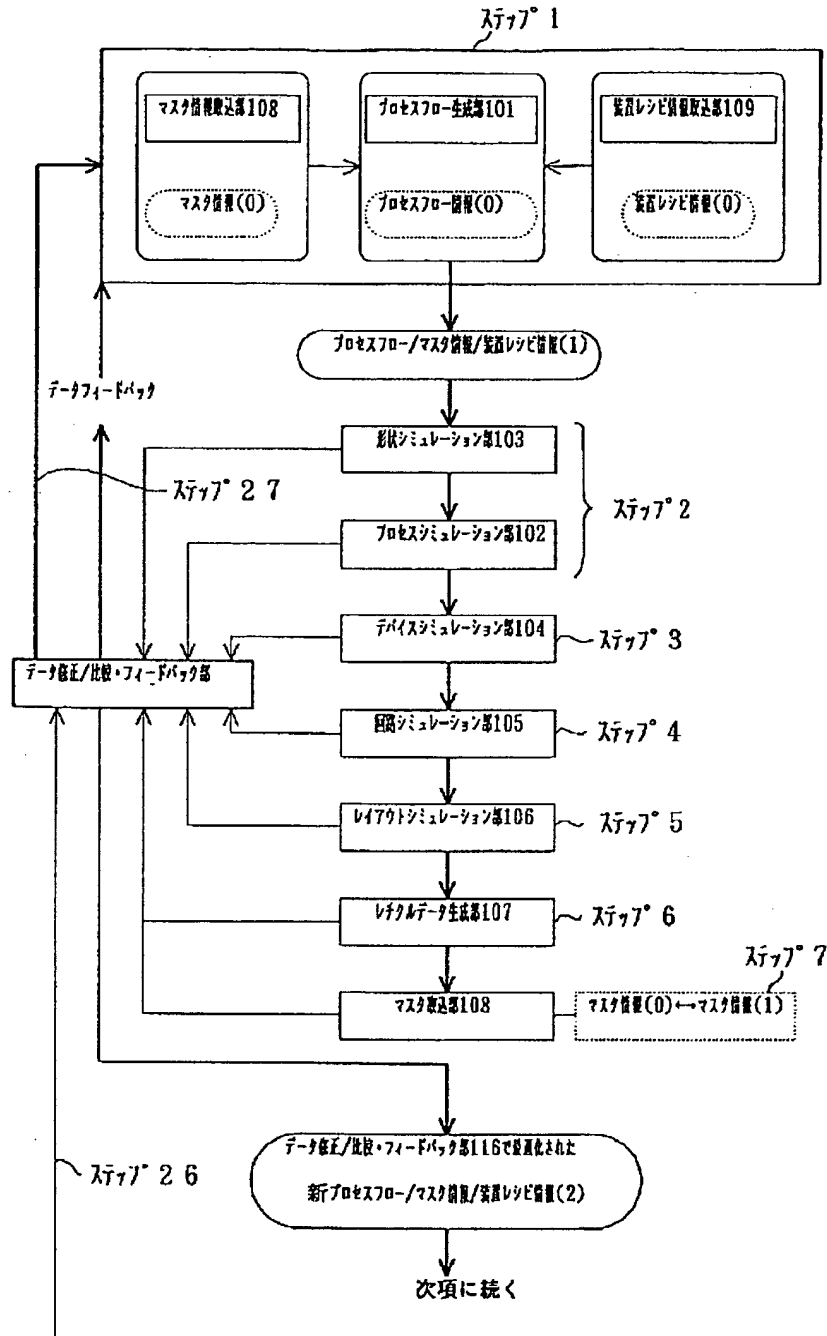 ステップ 1
マスタ情報取込部108
プロセスフロー生成部101
装置レシピ情報取込部109
マスタ情報(0)
プロセスフロー情報(0)
装置レシピ情報(0)
プロセスフロー/マスタ情報/装置レシピ情報(1)
データフィードバック
形状シミュレーション部103
ステップ 27
ステップ 2
プロセスシミュレーション部102
デバイスシミュレーション部104
ステップ 3
データ修正/比較・フィードバック部
回路シミュレーション部105
ステップ 4
レイアウトシミュレーション部106
ステップ 5
レチクルデータ生成部107
ステップ 6
ステップ 7
マスタ取込部108
マスタ情報(0)↔マスタ情報(1)
データ修正/比較・フィードバック部116で最適化された
新プロセスフロー/マスタ情報/装置レシピ情報(2)
ステップ 26
次項に続く